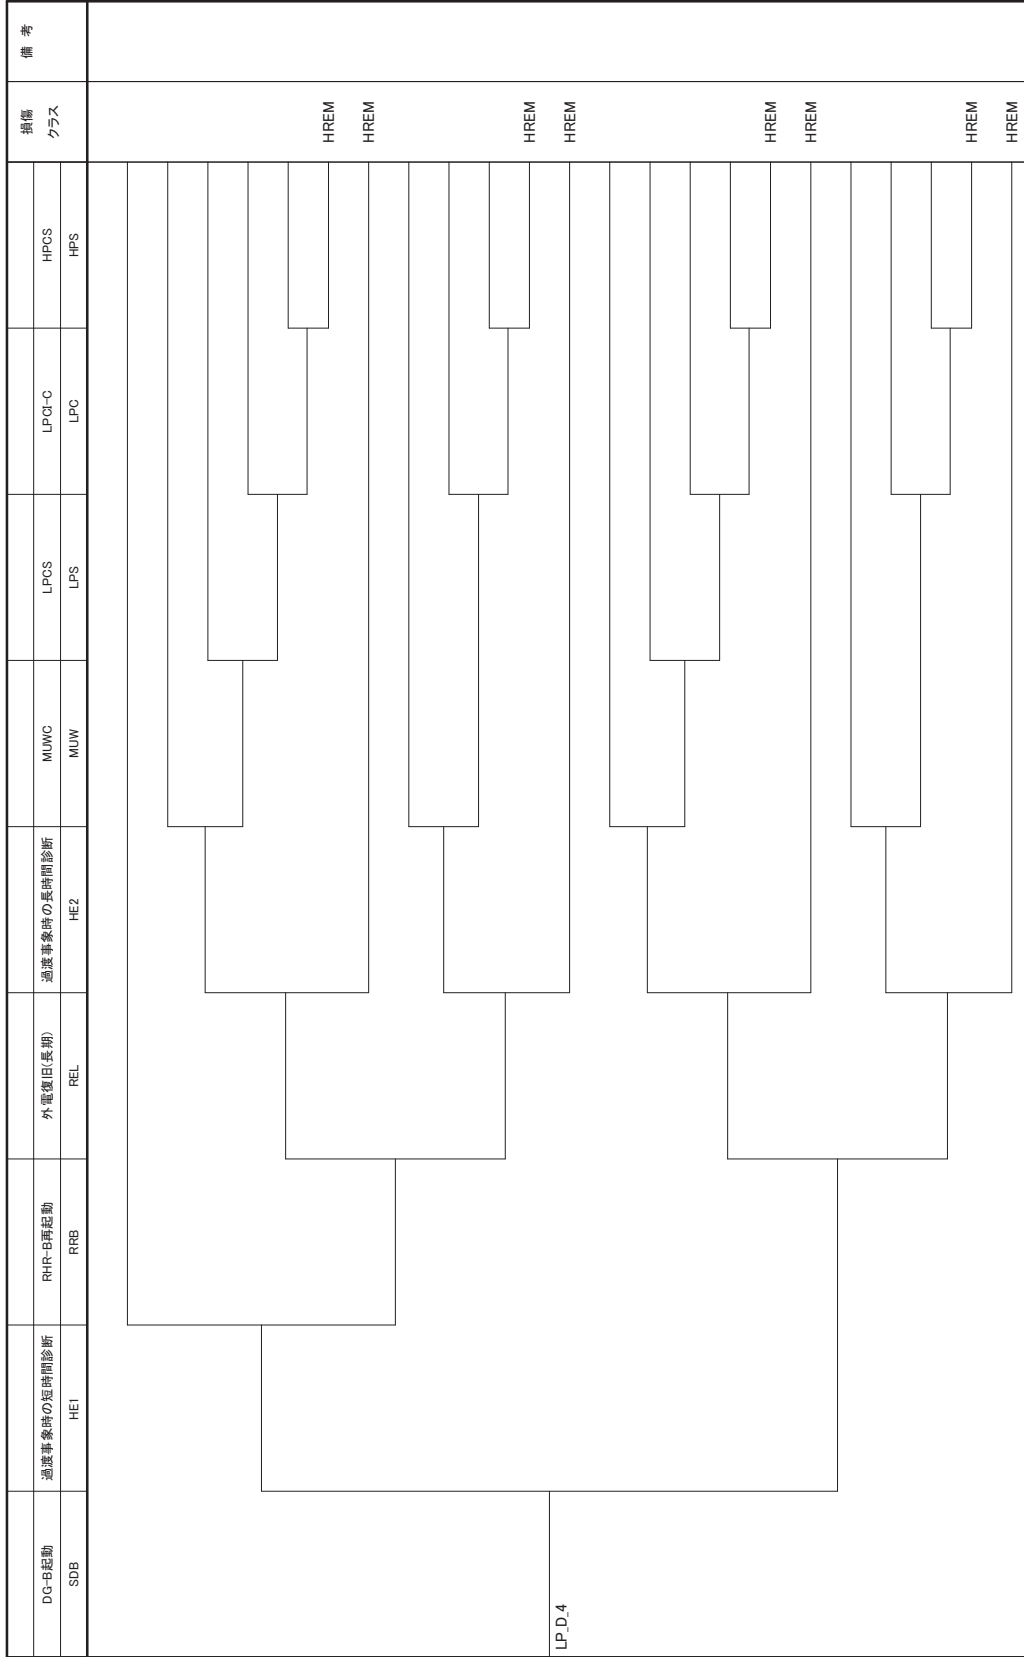 DG-B起動
過渡事象時の短時間診断
RHR-B再起動
外電復旧(長期)
過渡事象時の長時間診断
MUWC
LPCS
LPCI-C
HPCS
損傷
クラス
備 考
SDB
HE1
RRB
REL
HE2
MUW
LPS
LPC
HPS
HREM
HREM
HREM
HREM
HREM
HREM
HREM
HREM
LP_D_4